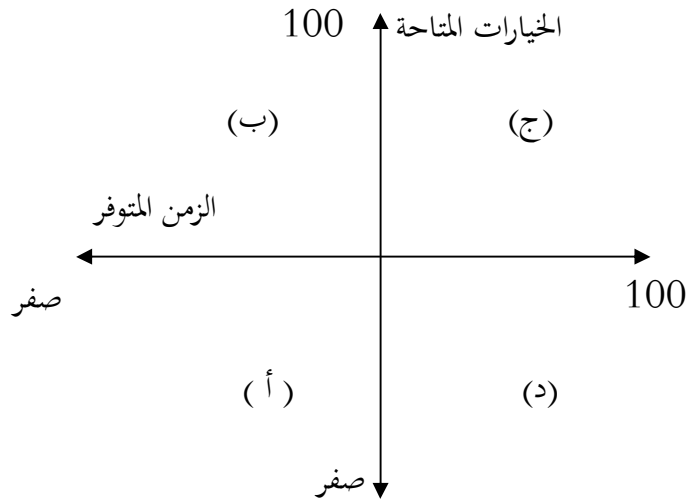 الخيارات المتاحة
100
(ج)
(ب)
الزمن المتوفر
100
صفر
(د)
( أ )
صفر